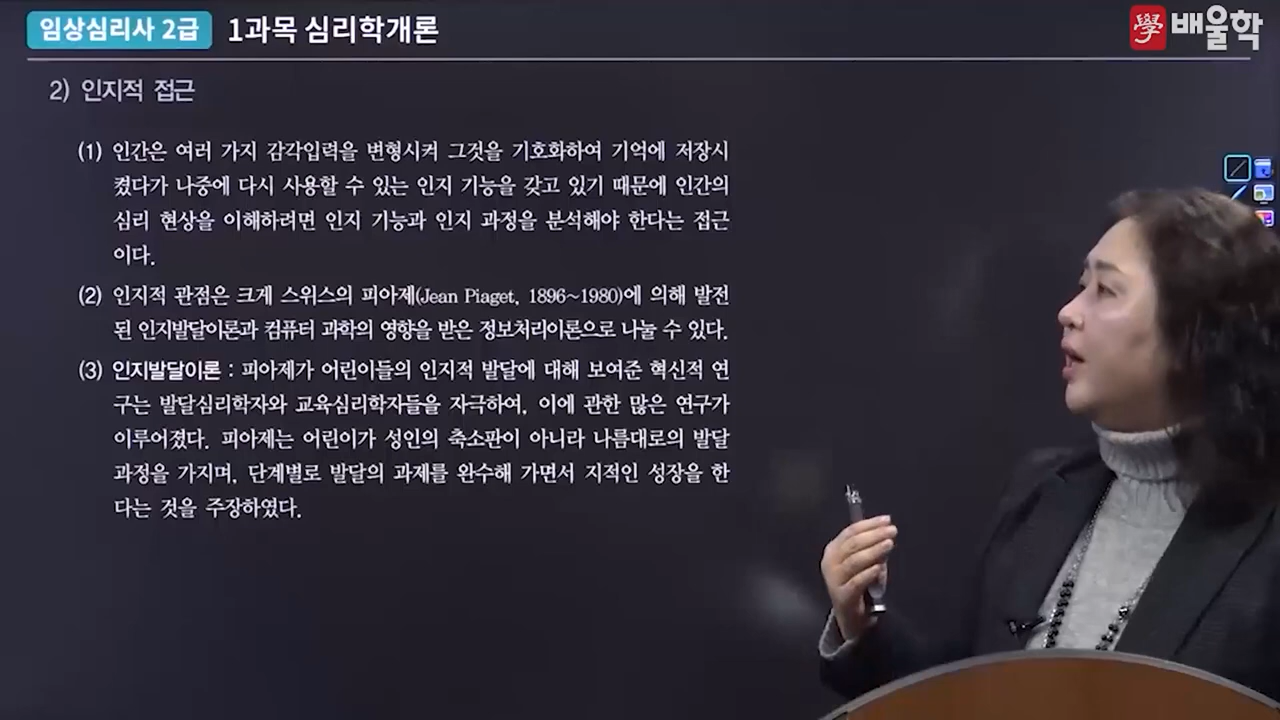 임상심리사 2급 1과목 심리학개론
學 배울학
2) 인지적 접근
(1) 인간은 여러 가지 감각입력을 변형시켜 그것을 기호화하여 기억에 저장시
켰다가 나중에 다시 사용할 수 있는 인지 기능을 갖고 있기 때문에 인간의
심리 현상을 이해하려면 인지 기능과 인지 과정을 분석해야 한다는 접근
이다.
(2) 인지적 관점은 크게 스위스의 피아제(Jean Piaget, 1896~1980)에 의해 발전
된 인지발달이론과 컴퓨터 과학의 영향을 받은 정보처리이론으로 나눌 수 있다.
(3) 인지발달이론 : 피아제가 어린이들의 인지적 발달에 대해 보여준 혁신적 연
구는 발달심리학자와 교육심리학자들을 자극하여, 이에 관한 많은 연구가
이루어졌다. 피아제는 어린이가 성인의 축소판이 아니라 나름대로의 발달
과정을 가지며, 단계별로 발달의 과제를 완수해 가면서 지적인 성장을 한
다는 것을 주장하였다.